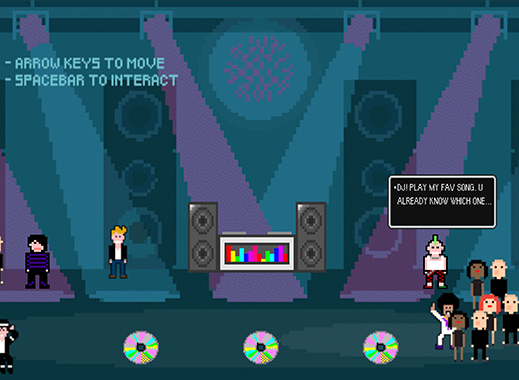 - ARROW KEYS TO MOVE
- SPACEBAR TO INTERACT
*DJ! PLAY MY FAV SONG. U
ALREADY KNOW WHICH ONE...